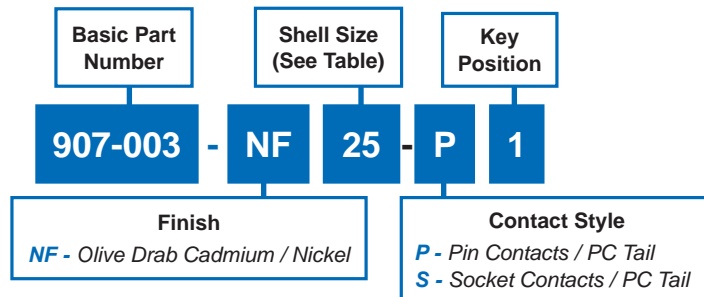 Basic Part
Number
Shell Size
(See Table)
Key
Position
907-003 - NF 25 - P 1
Finish
NF - Olive Drab Cadmium / Nickel
Contact Style
P - Pin Contacts / PC Tail
S - Socket Contacts / PC Tail